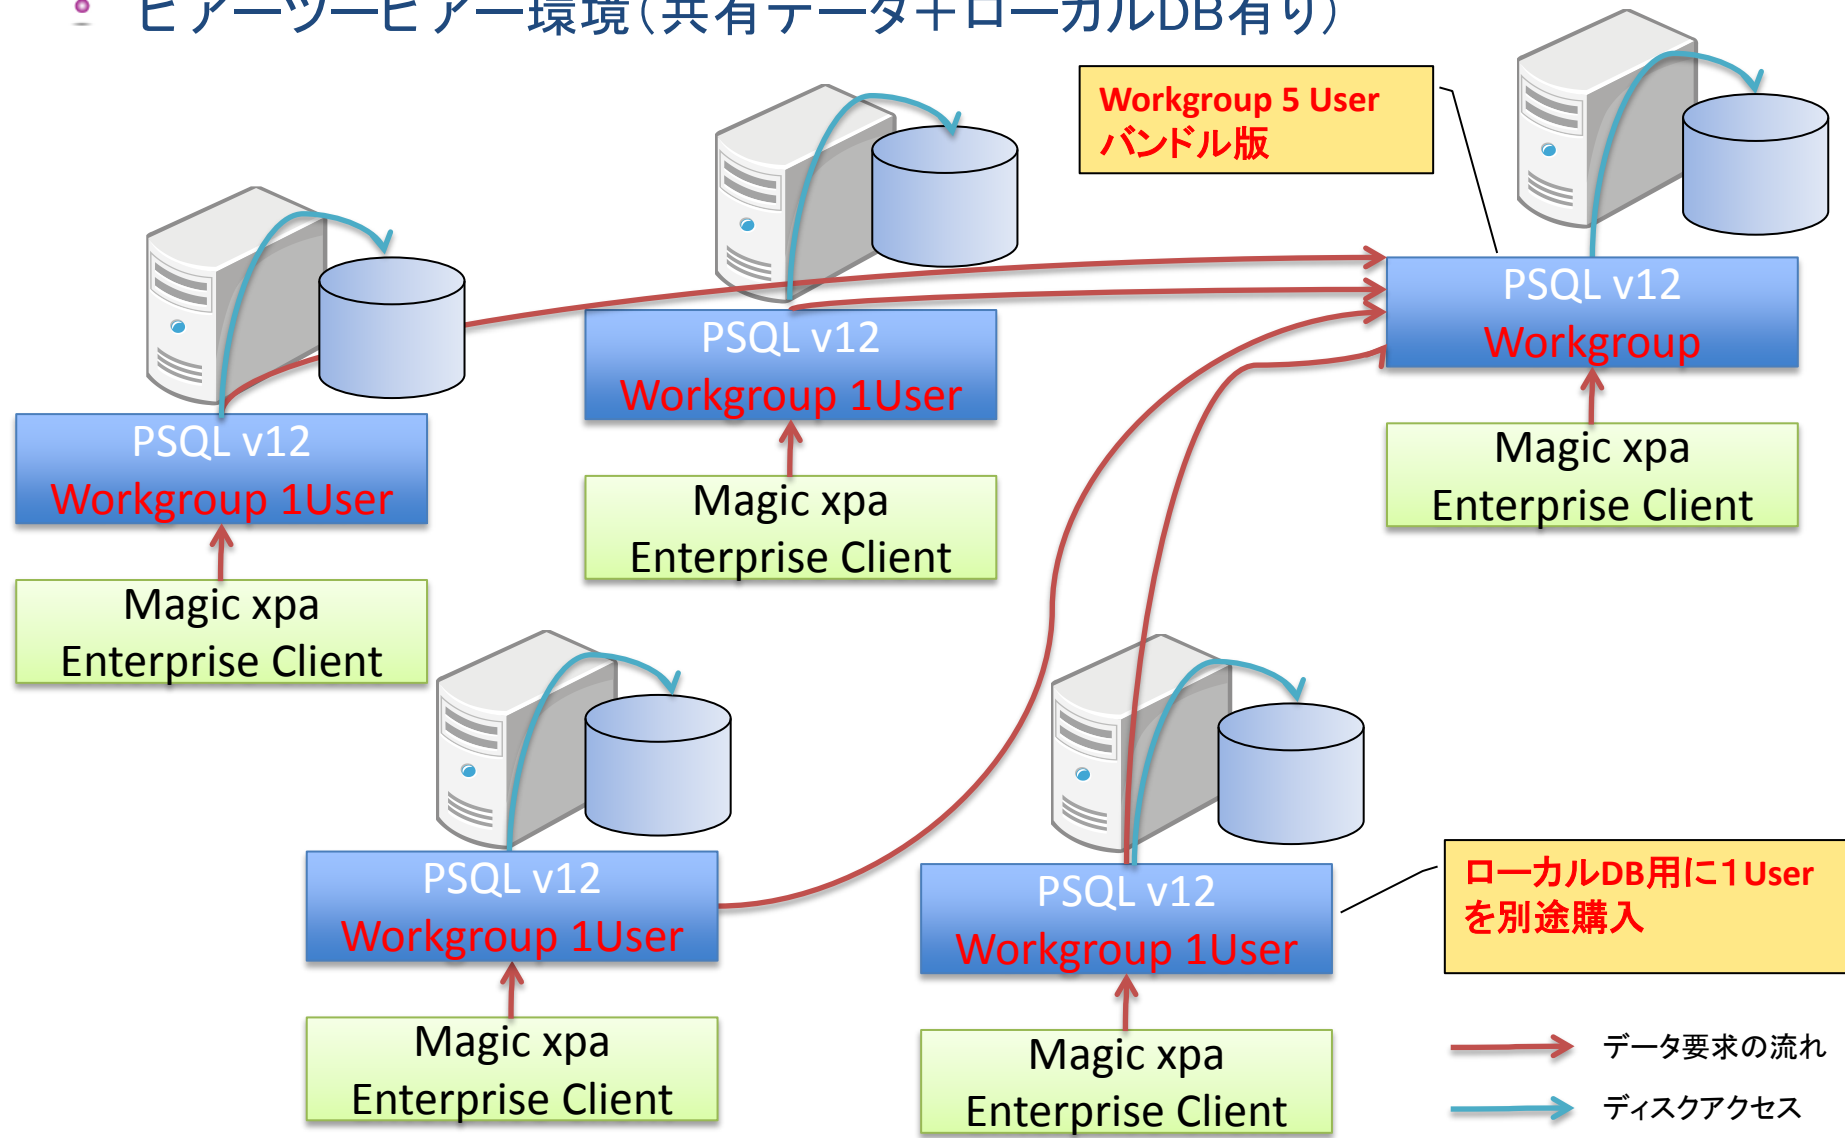 ピアーツーピアー環境（共有データ＋ローカルDB有り）
Workgroup 5 User
バンドル版
PSQL v12
Workgroup
Magic xpa
Enterprise Client
PSQL v12
Workgroup 1User
Magic xpa
Enterprise Client
PSQL v12
Workgroup 1User
Magic xpa
Enterprise Client
PSQL v12
Workgroup 1User
Magic xpa
Enterprise Client
PSQL v12
Workgroup 1User
Magic xpa
Enterprise Client
ローカルDB用に１User
を別途購入
データ要求の流れ
ディスクアクセス